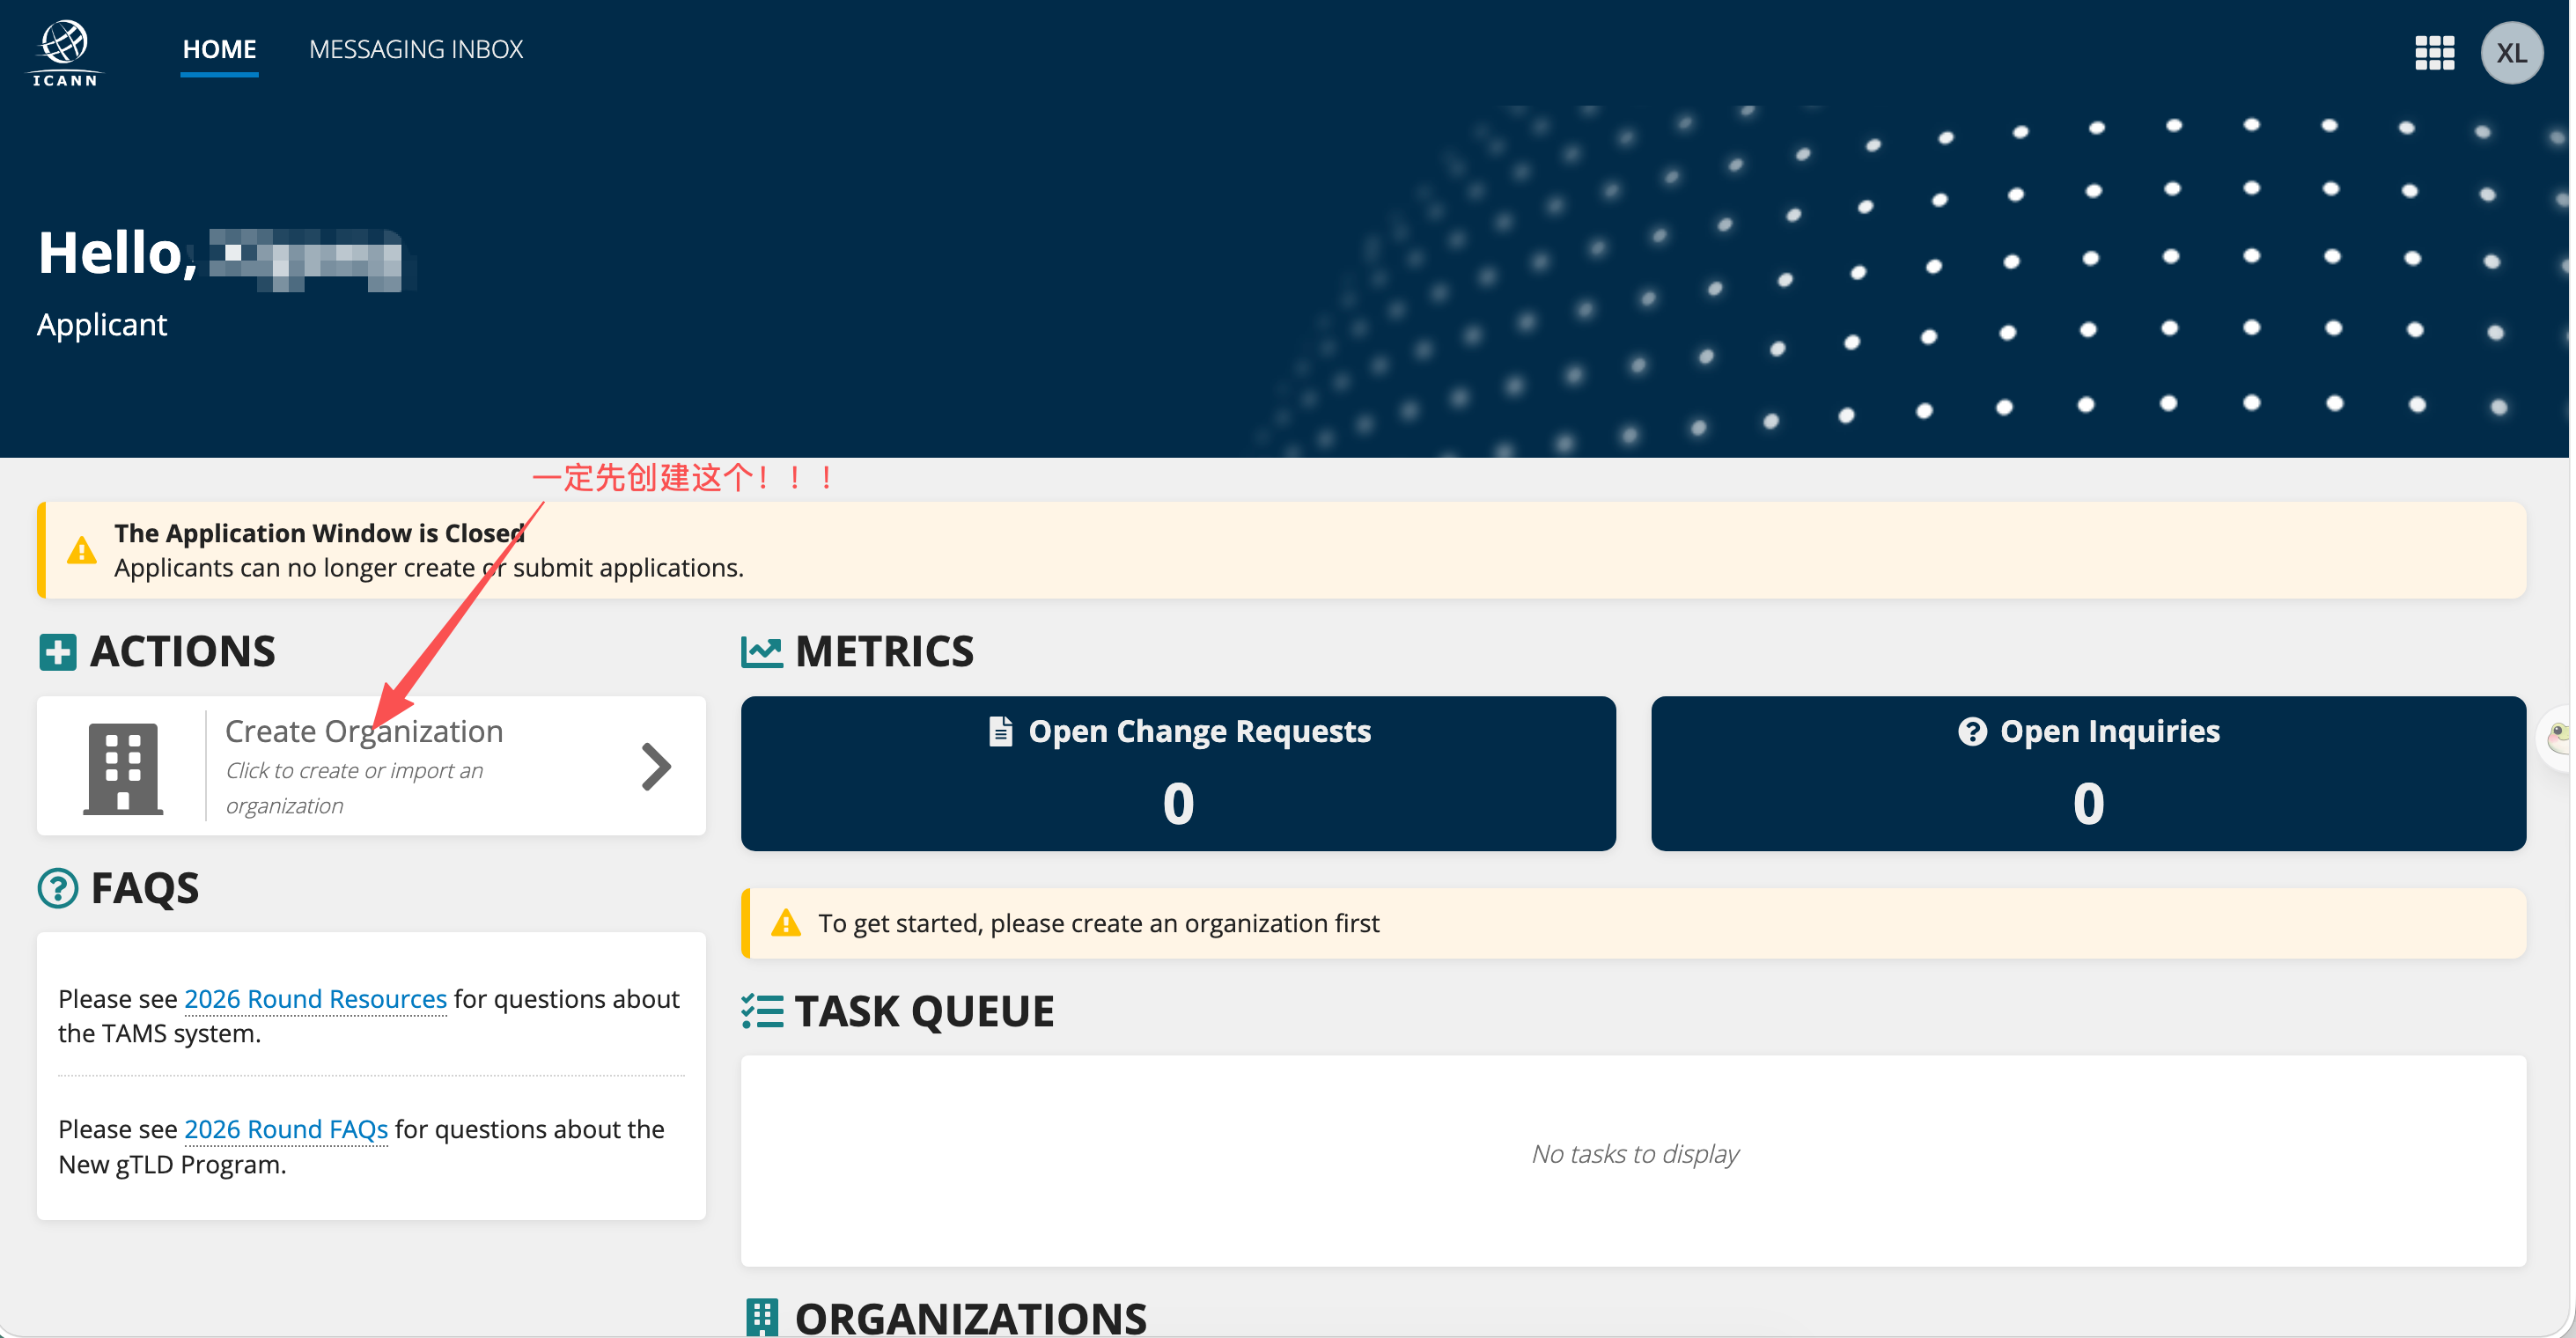 ICANN
HOME
MESSAGING INBOX
XL
Hello,
Applicant
一定先创建这个！！！
The Application Window is Closed
Applicants can no longer create or submit applications.
ACTIONS
Create Organization
Click to create or import an
organization
FAQS
Please see 2026 Round Resources for questions about
the TAMS system.
Please see 2026 Round FAQs for questions about the
New gTLD Program.
METRICS
Open Change Requests
0
Open Inquiries
0
To get started, please create an organization first
TASK QUEUE
No tasks to display
ORGANIZATIONS